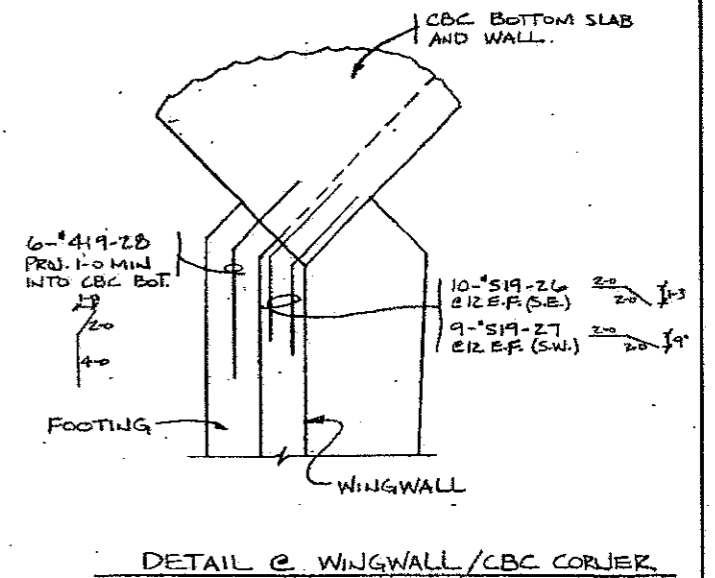 CBC BOTTOM SLAB
AND WALL.
6-#419-28
PROJ. 1-0 MIN
INTO CBC BOT.
1-0
2-0
4-0
10-#519-26
@12 E.F. (S.E.)
2-0
2-0
1-3
9-#519-27
@12 E.F. (S.W.)
2-0
2-0
9"
FOOTING
WINGWALL
DETAIL @ WINGWALL/CBC CORNER